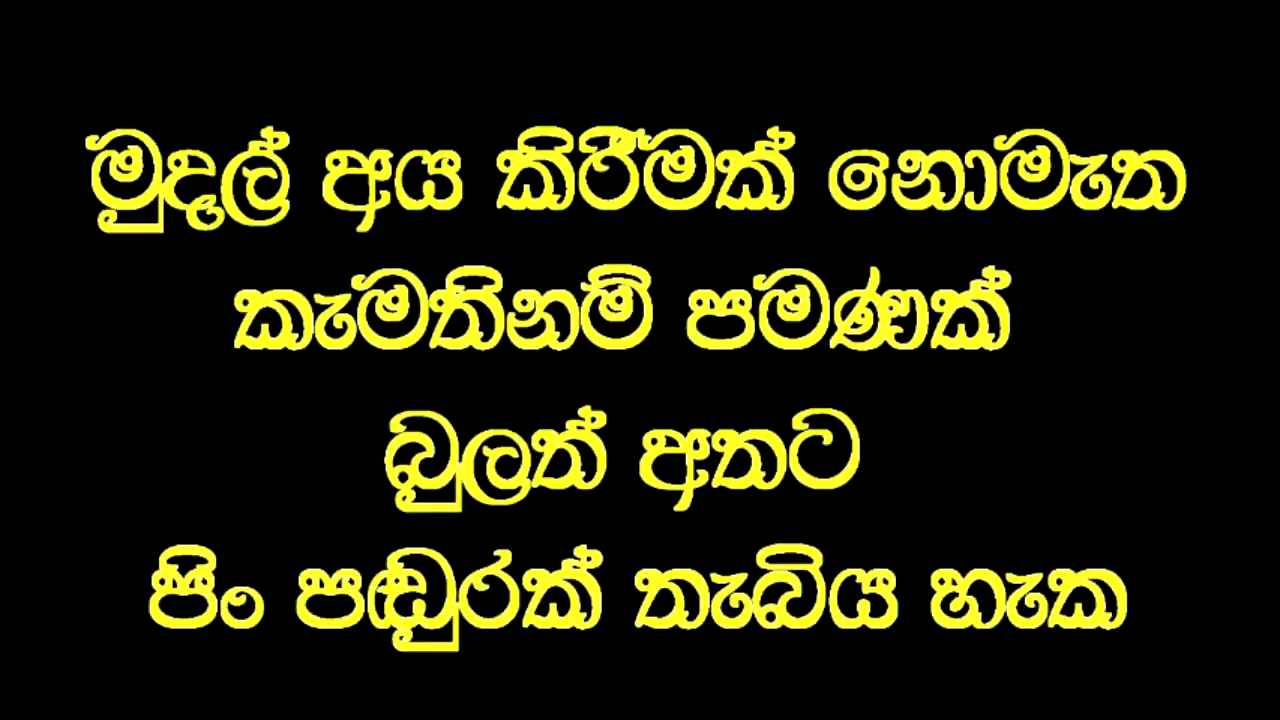 මුදල් අය කිරීමක් නොමැත
කැමතිනම් පමණක්
බුලත් අතට
පිං පඬුරක් තැබිය හැක